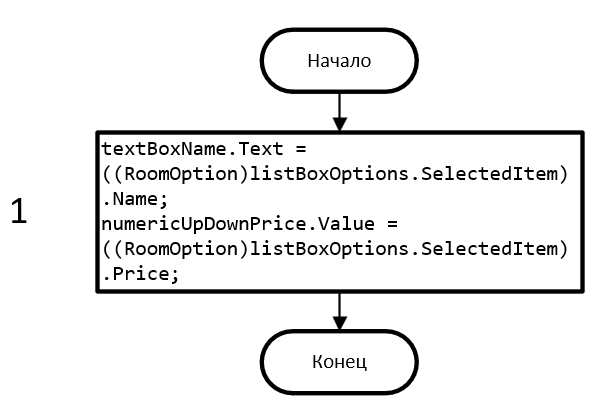 Начало
1
textBoxName.Text =
((RoomOption)listBoxOptions.SelectedItem)
.Name;
numericUpDownPrice.Value =
((RoomOption)listBoxOptions.SelectedItem)
.Price;
Конец